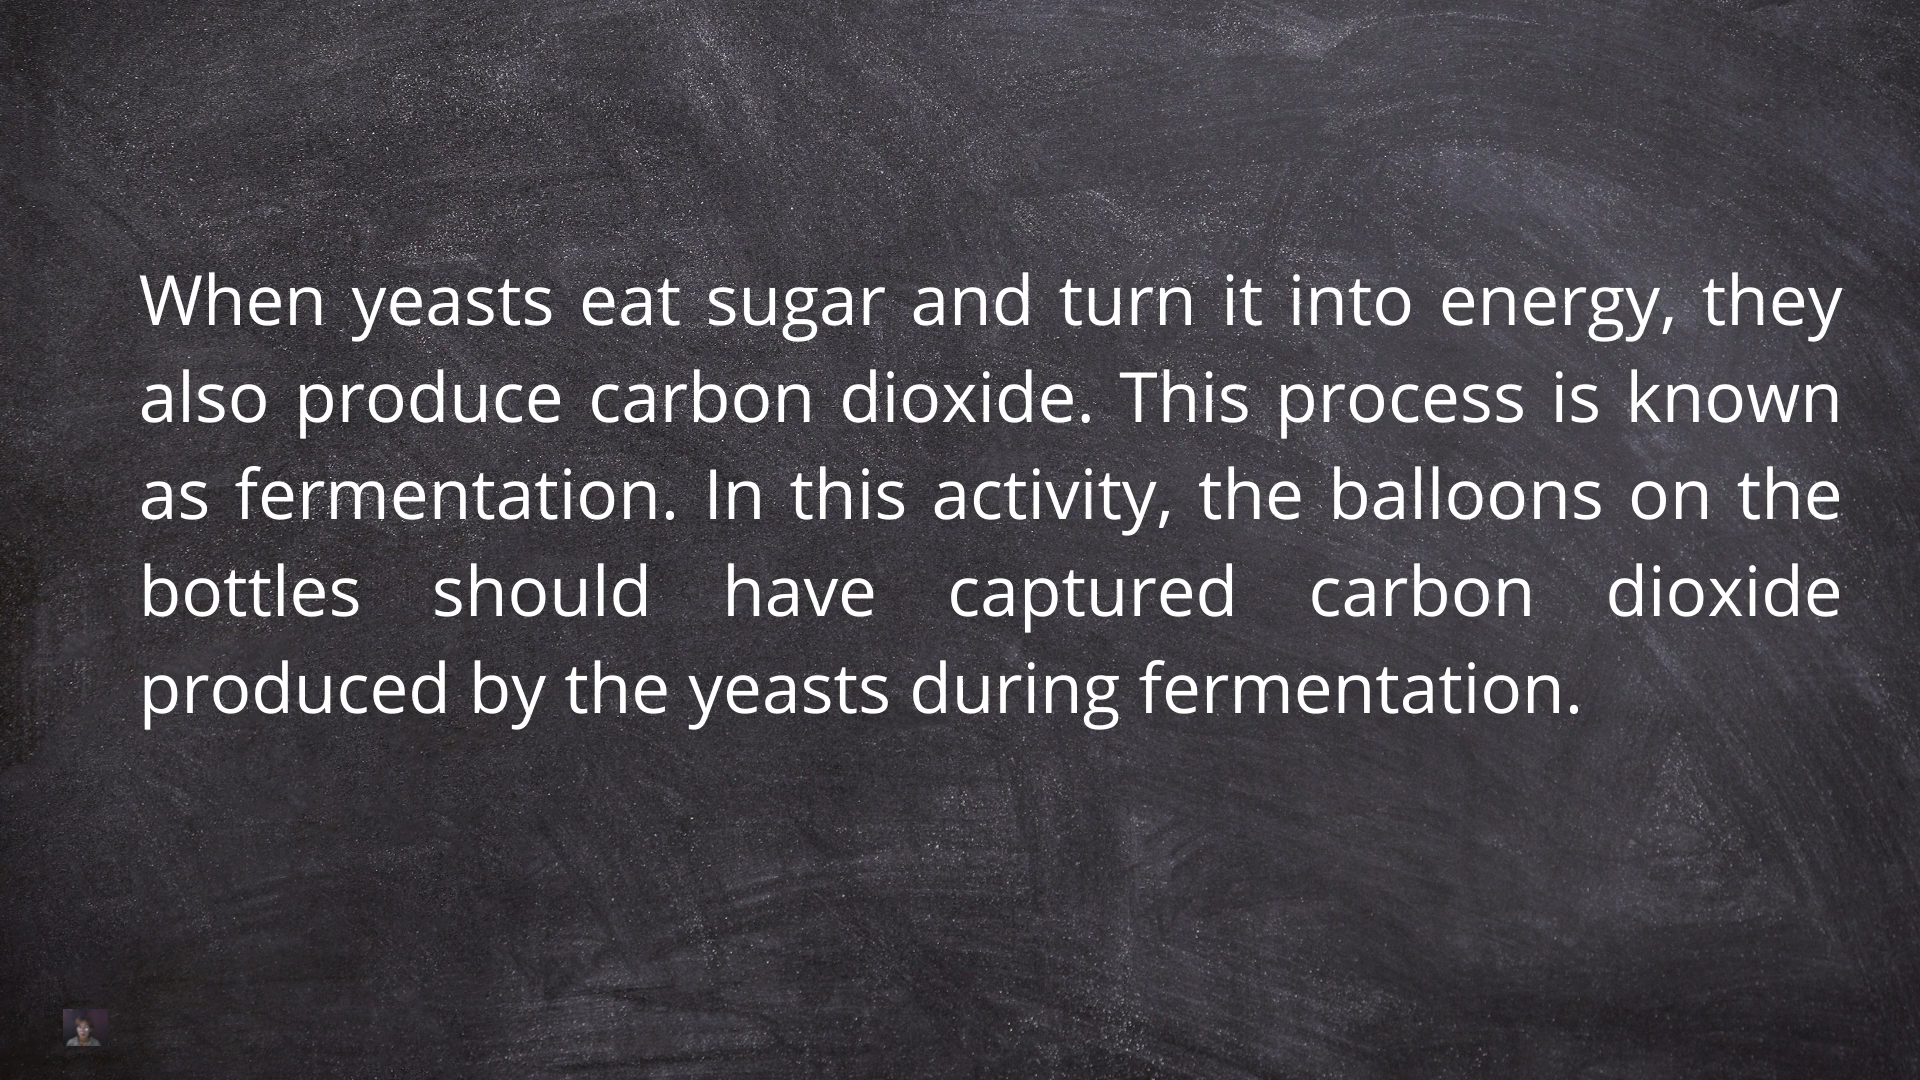 When yeasts eat sugar and turn it into energy, they
also produce carbon dioxide. This process is known
as fermentation. In this activity, the balloons on the
bottles should have captured carbon dioxide
produced by the yeasts during fermentation.